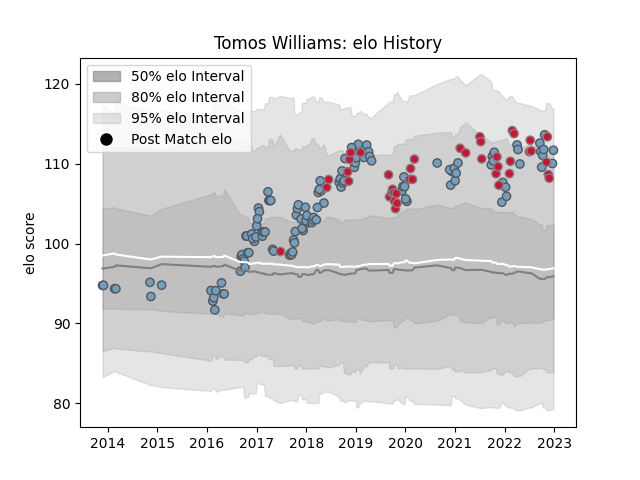 Tomos Williams: elo History
50% elo Interval
80% elo Interval
95% elo Interval
Post Match elo
elo score
120
110
100
90
80
2014 2015 2016 2017 2018 2019 2020 2021 2022 2023